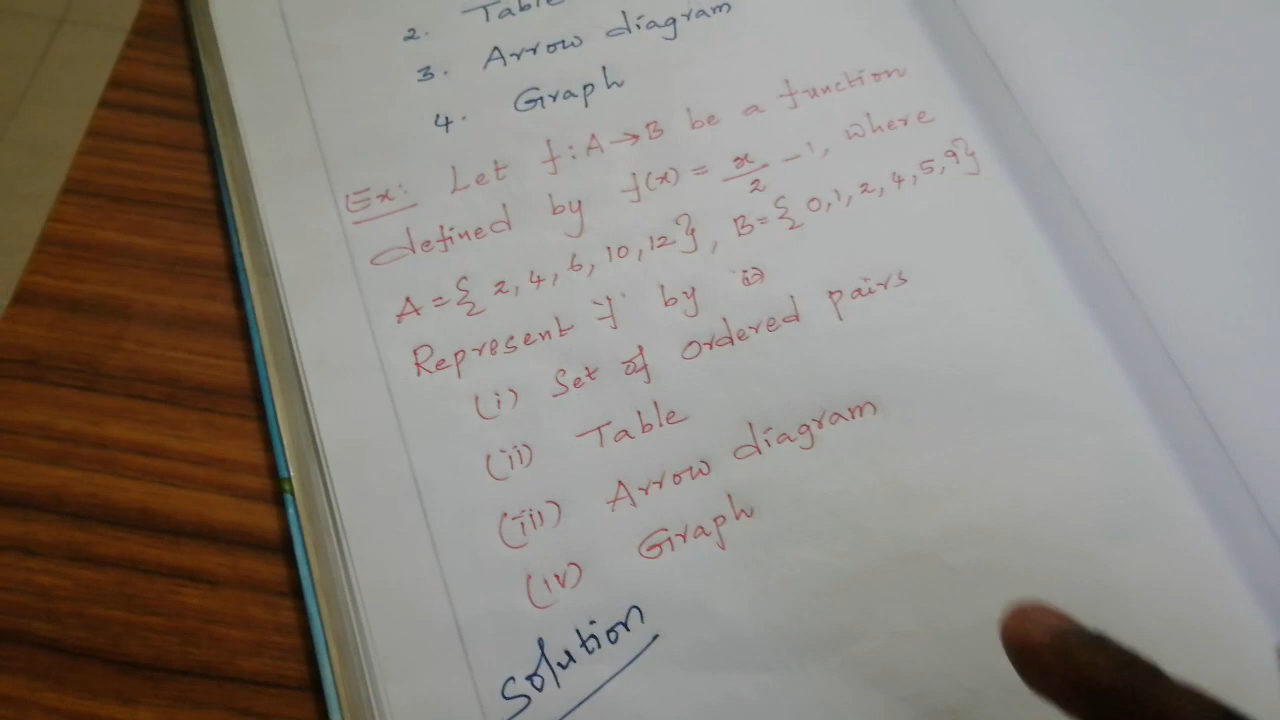 2. Table
3. Arrow diagram
4. Graph
Ex: Let f:A→B be a function
defined by f(x) = x/2 - 1, where
A = { 2, 4, 6, 10, 12 }, B = { 0, 1, 2, 4, 5, 9 }
Represent f by
(i) Set of ordered pairs
(ii) Table
(iii) Arrow diagram
(iv) Graph
Solution